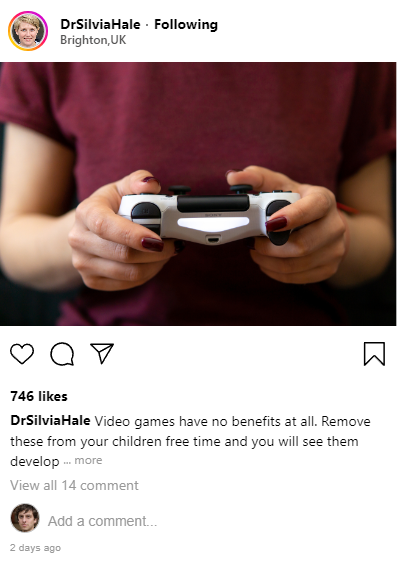 DrSilviaHale · Following
Brighton,UK
SONY
746 likes
DrSilviaHale Video games have no benefits at all. Remove
these from your children free time and you will see them
develop ... more
View all 14 comment
Add a comment...
2 days ago